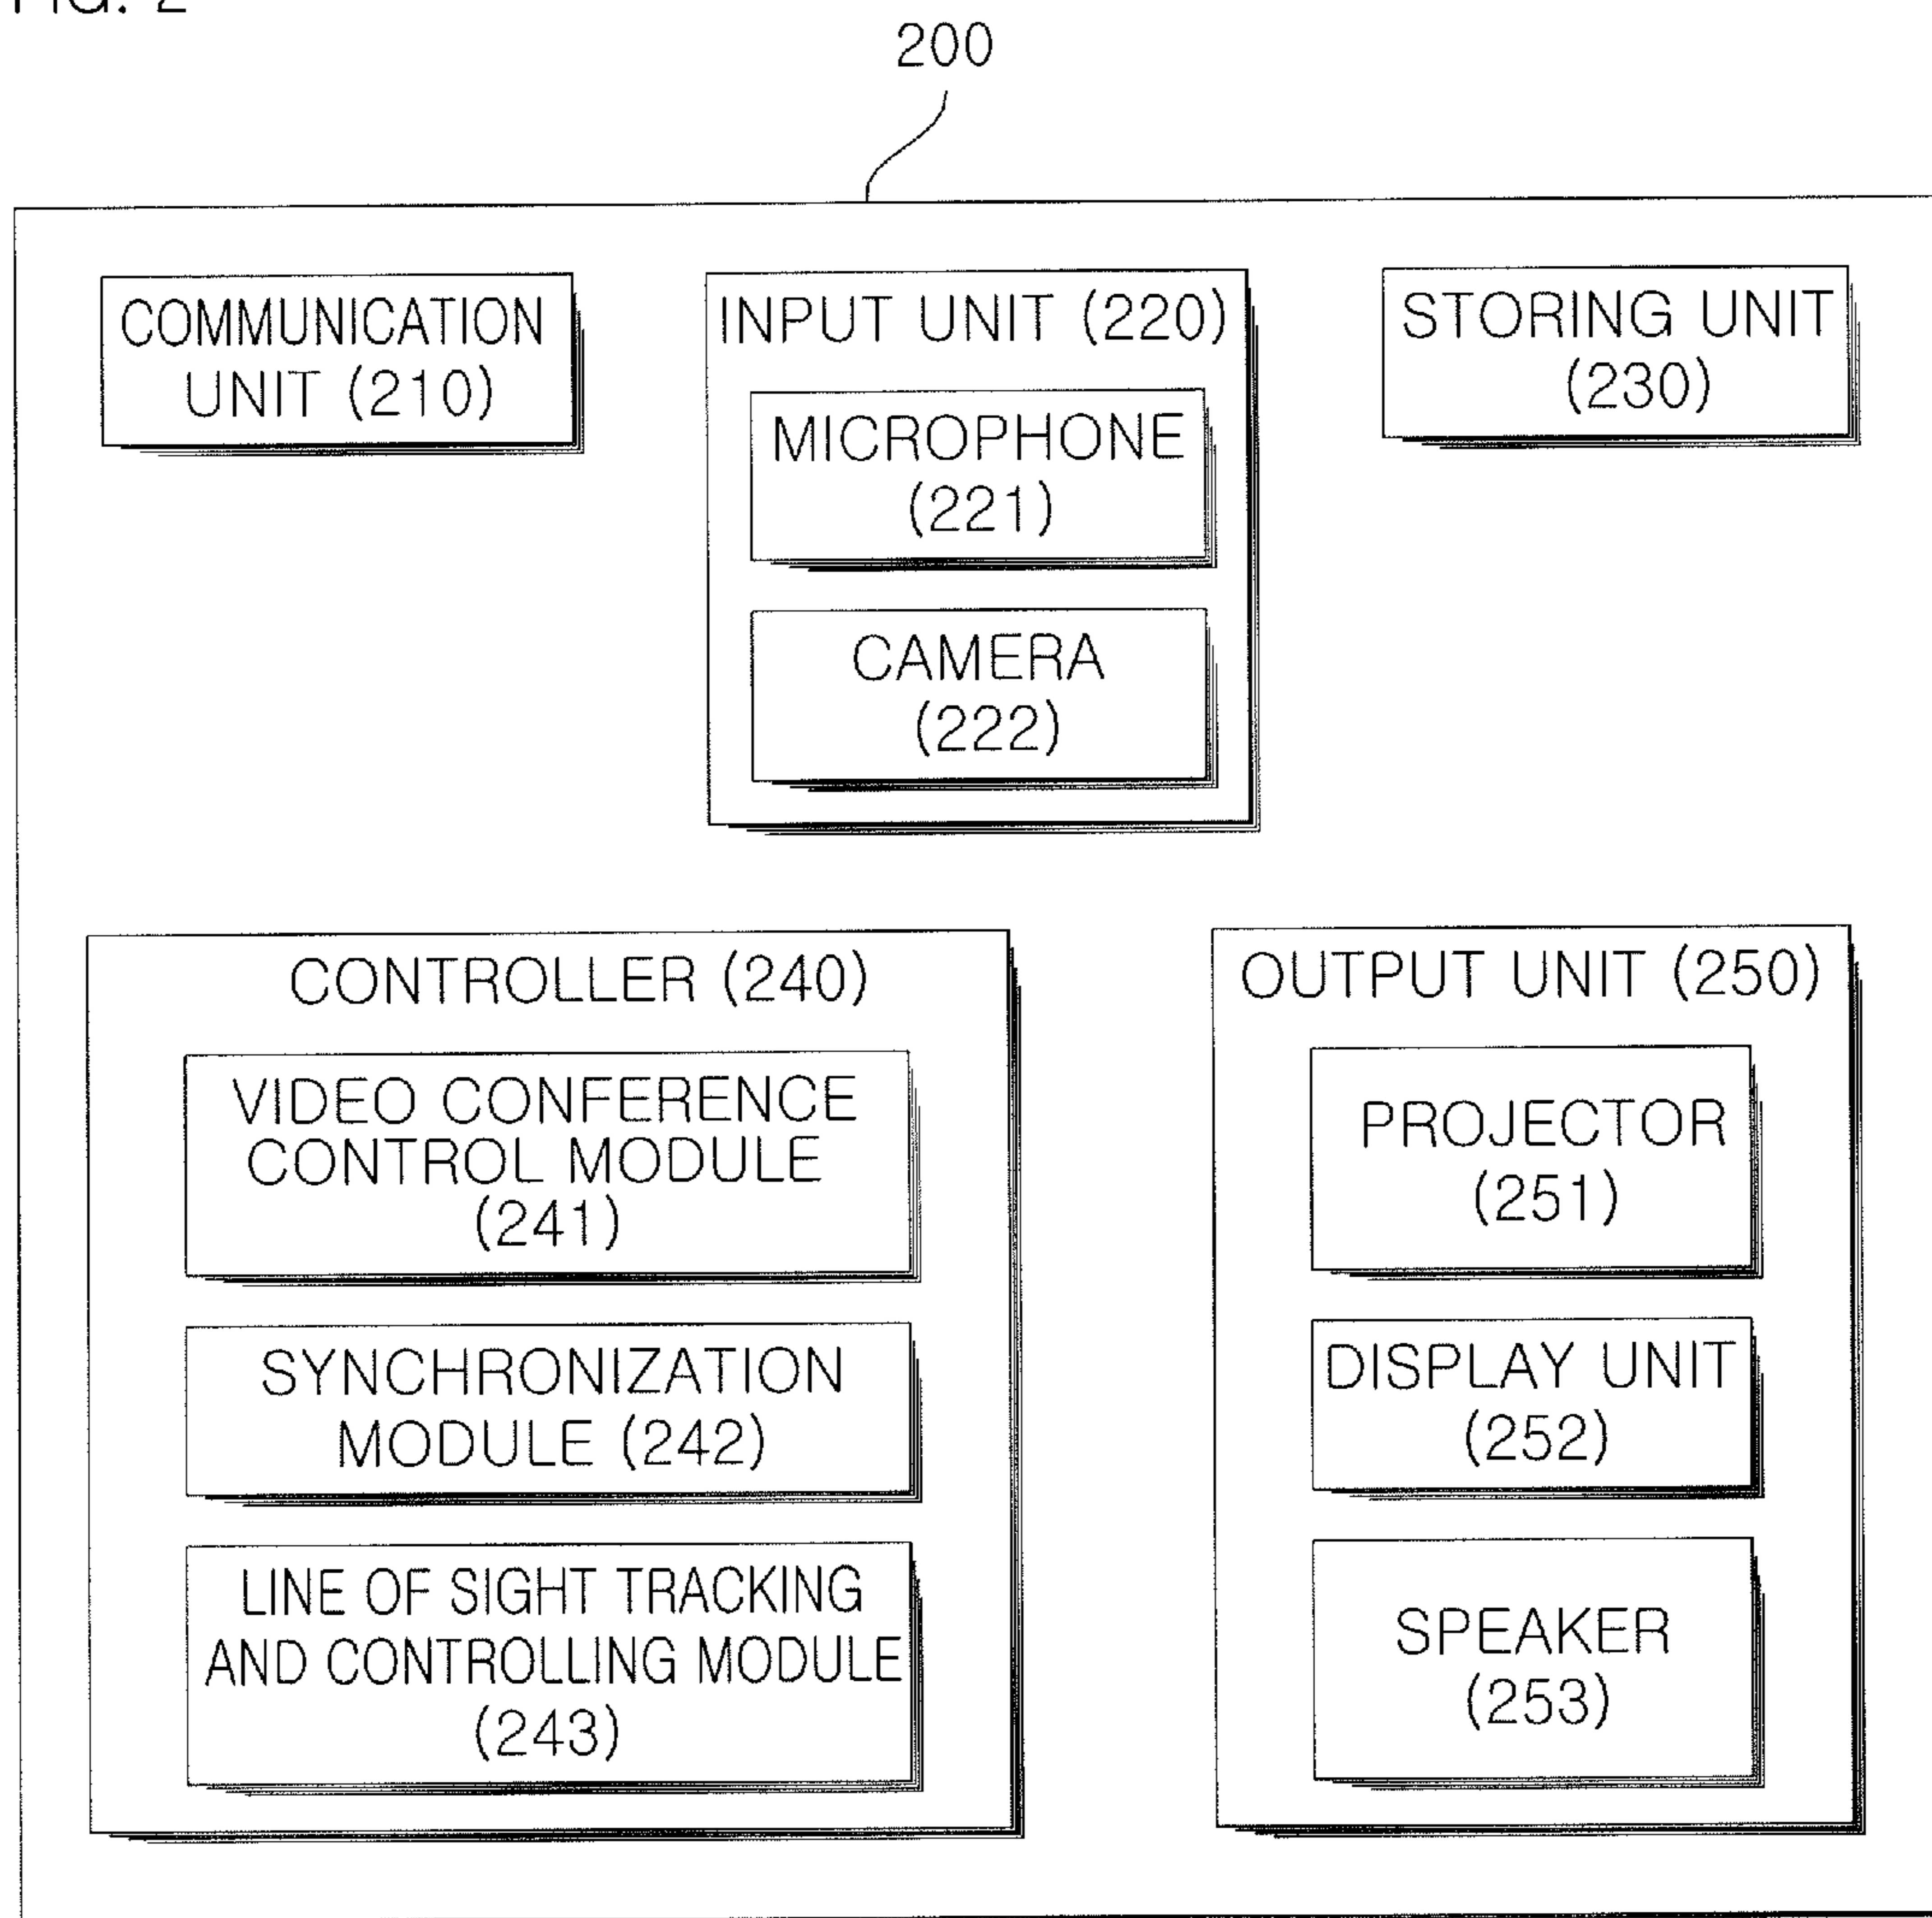 FIG. 2
200
COMMUNICATION
UNIT (210)
INPUT UNIT (220)
MICROPHONE
(221)
CAMERA
(222)
STORING UNIT
(230)
CONTROLLER (240)
VIDEO CONFERENCE
CONTROL MODULE
(241)
SYNCHRONIZATION
MODULE (242)
LINE OF SIGHT TRACKING
AND CONTROLLING MODULE
(243)
OUTPUT UNIT (250)
PROJECTOR
(251)
DISPLAY UNIT
(252)
SPEAKER
(253)